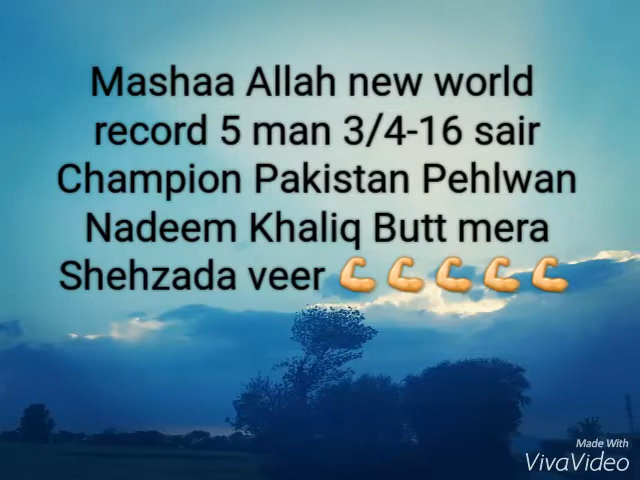 Mashaa Allah new world
record 5 man 3/4-16 sair
Champion Pakistan Pehlwan
Nadeem Khaliq Butt mera
Shehzada veer 💪💪💪💪💪
Made With
VivaVideo